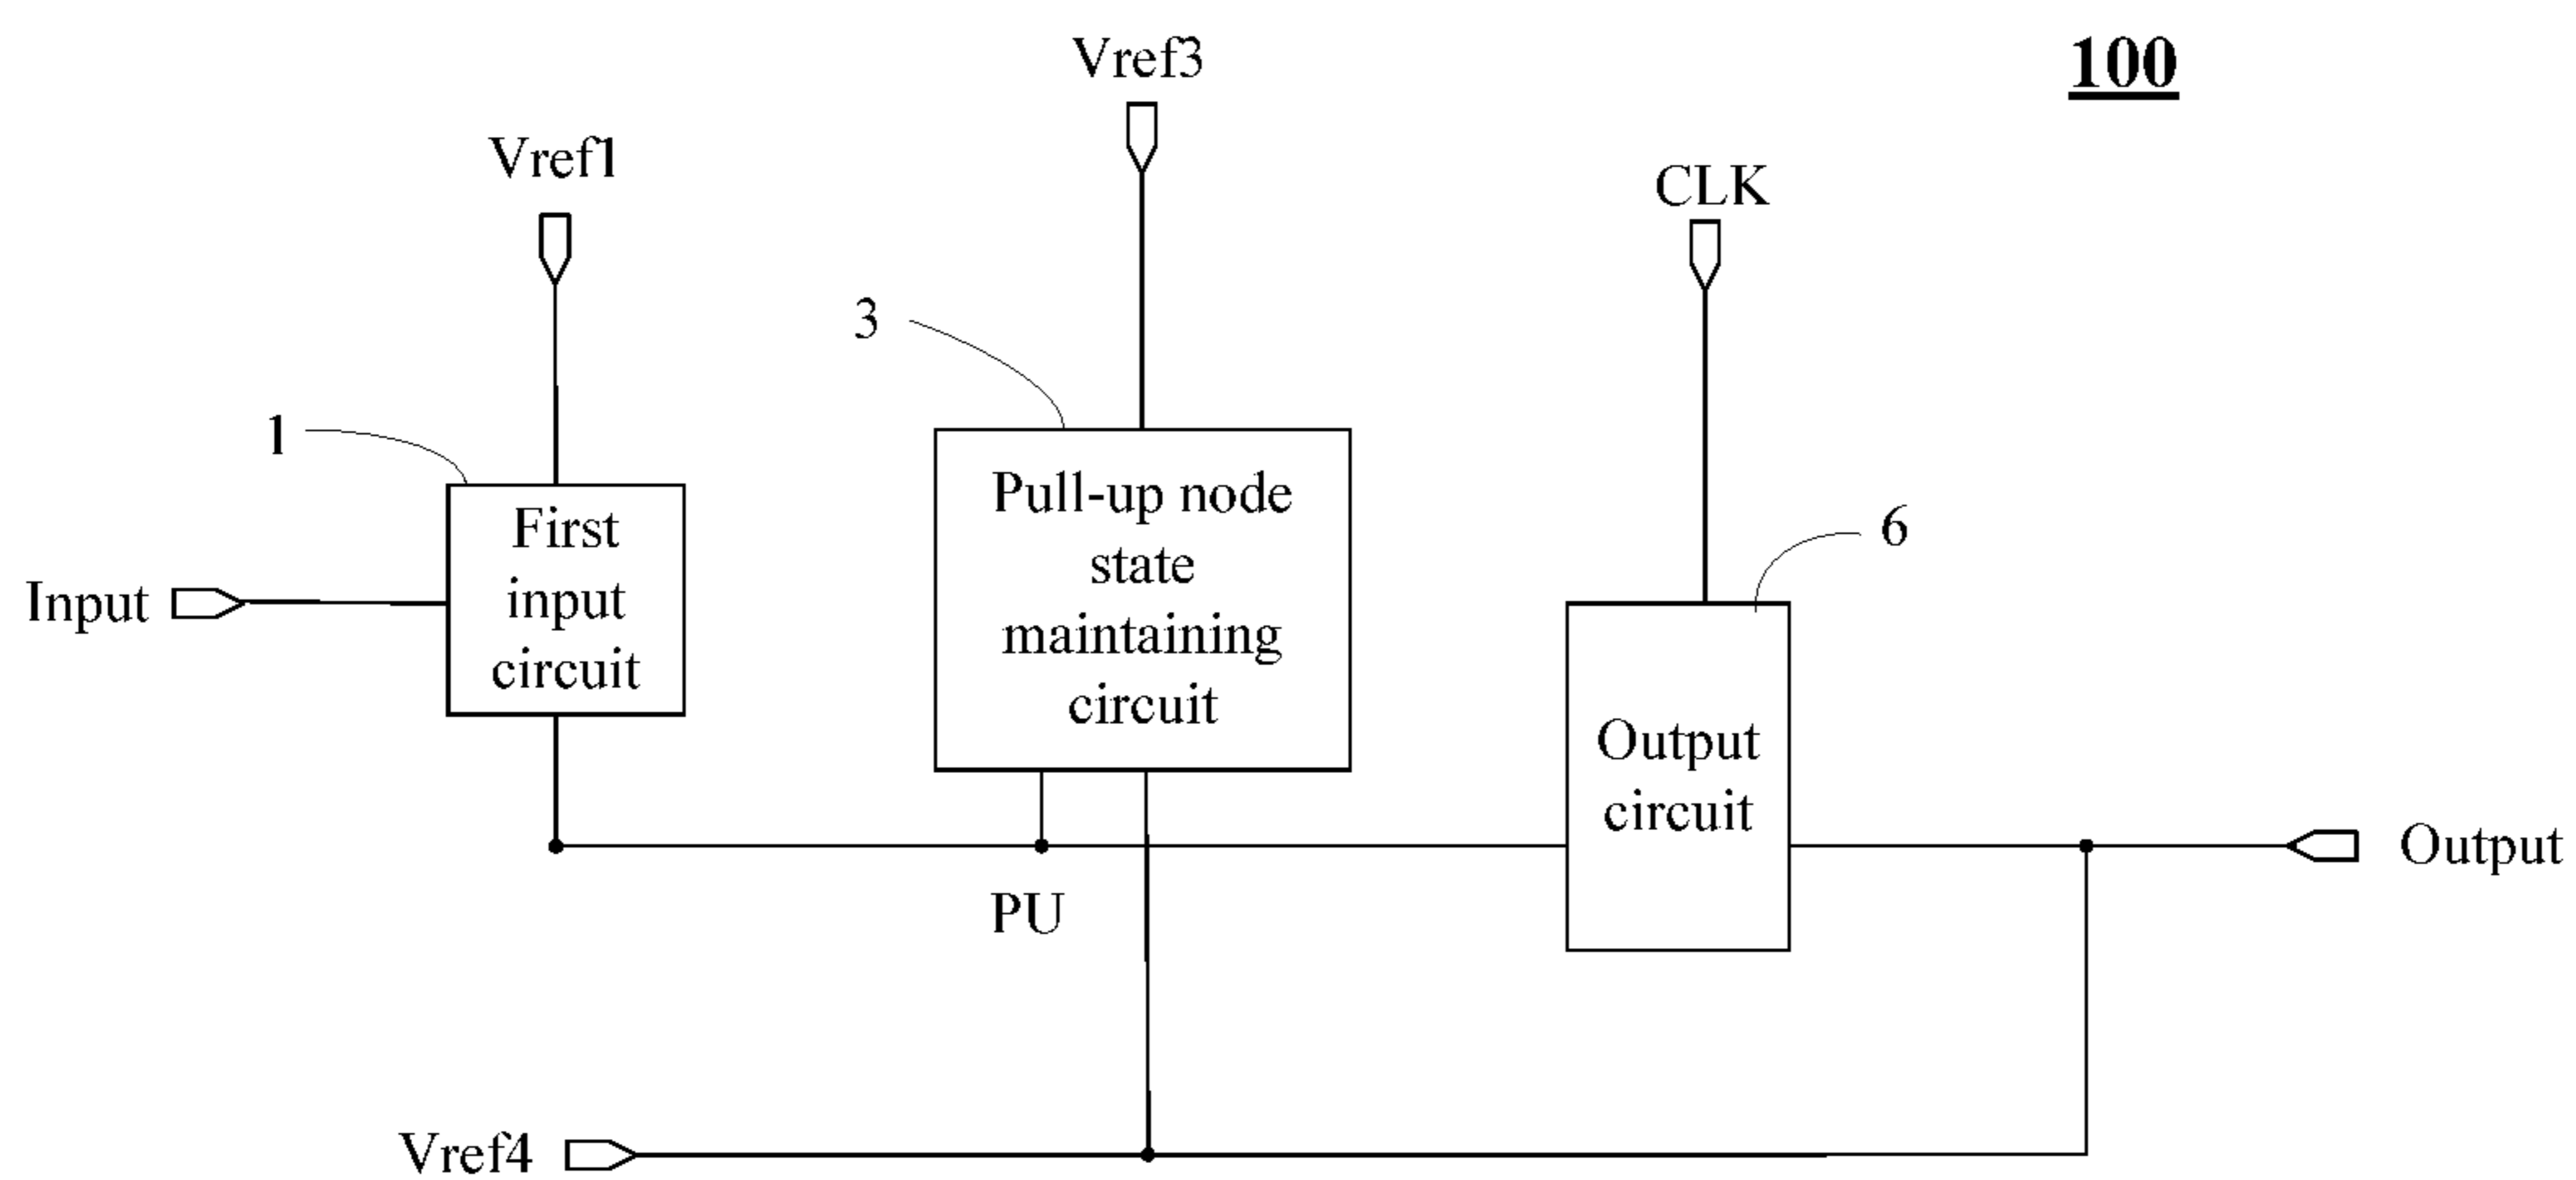 100
Vref3
Vref1
CLK
3
1
Pull-up node
state
maintaining
circuit
First
input
circuit
6
Input
Output
circuit
Output
PU
Vref4